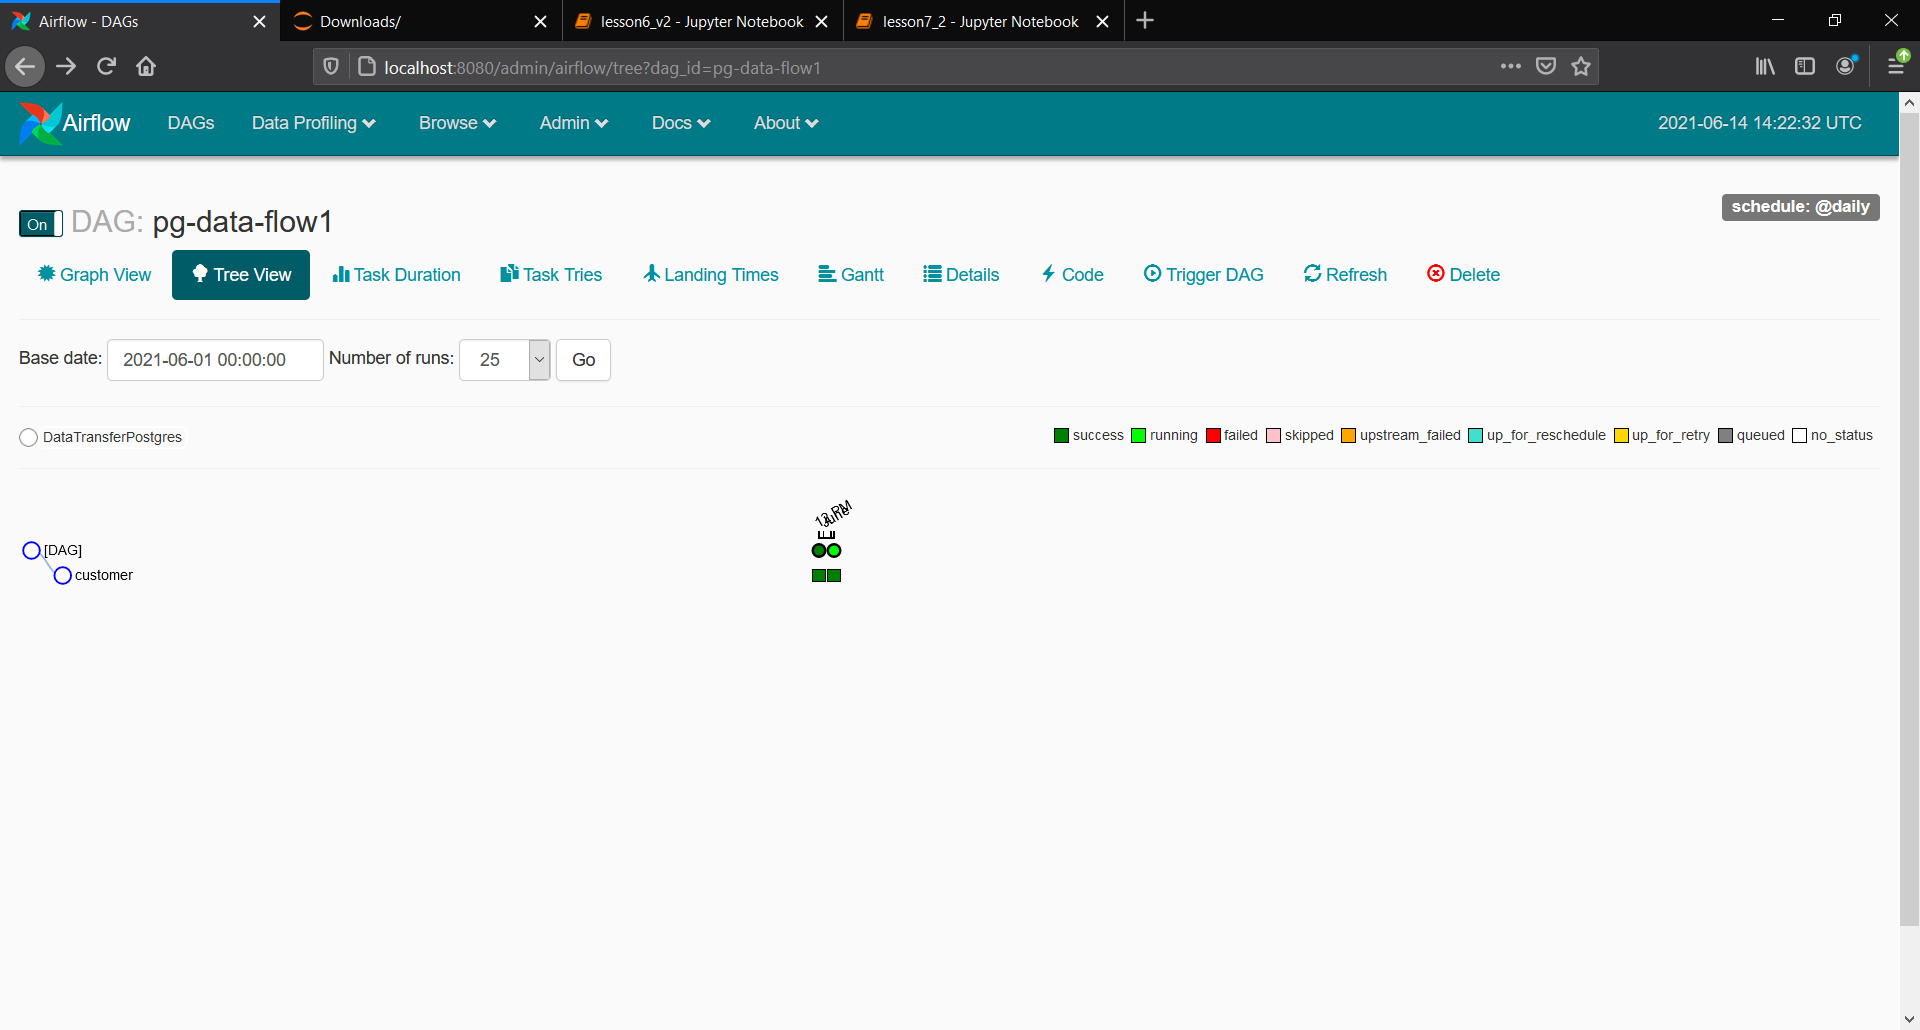 Airflow - DAGs
Downloads/
lesson6_v2 - Jupyter Notebook
lesson7_2 - Jupyter Notebook
localhost:8080/admin/airflow/tree?dag_id=pg-data-flow1
Airflow DAGs Data Profiling Browse Admin Docs About 2021-06-14 14:22:32 UTC
schedule: @daily
On DAG: pg-data-flow1
Graph View Tree View Task Duration Task Tries Landing Times Gantt Details Code Trigger DAG Refresh Delete
Base date: 2021-06-01 00:00:00 Number of runs: 25 Go
DataTransferPostgres success running failed skipped upstream_failed up_for_reschedule up_for_retry queued no_status
PM
June
[DAG]
customer